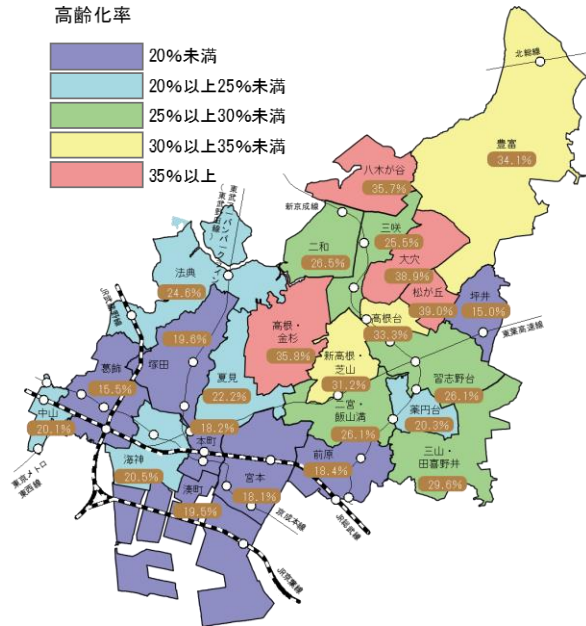 高齢化率
20％未満
20％以上25％未満
25％以上30％未満
30％以上35％未満
35％以上
北総線
豊富
34.1%
八木が谷
35.7%
新京成線
東武アーバンパークライン
(東武野田線)
三咲
25.5%
二和
26.5%
大穴
38.9%
法典
24.6%
松が丘
39.0%
坪井
15.0%
JR武蔵野線
高根台
33.3%
東葉高速線
19.6%
塚田
高根・
金杉
35.8%
新高根・
芝山
31.2%
葛飾
15.5%
夏見
22.2%
習志野台
26.1%
二宮・
飯山満
26.1%
薬円台
20.3%
中山
20.1%
18.2%
本町
三山・
田喜野井
29.6%
海神
20.5%
前原
18.4%
宮本
18.1%
湊町
19.5%
東京メトロ
東西線
京成本線
JR総武線
JR京葉線